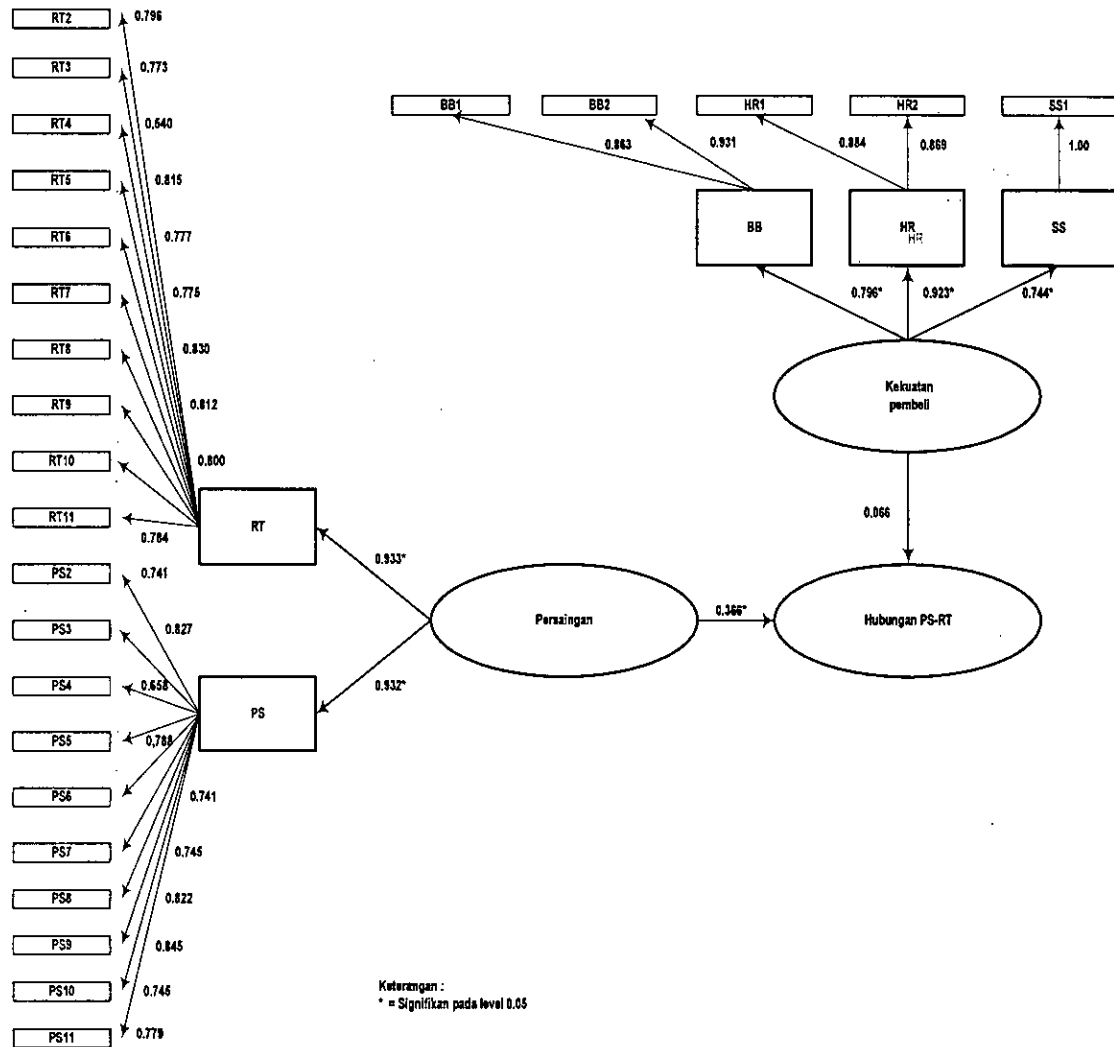 RT2
0.796
RT3
0.773
RT4
0.640
RT5
0.815
RT6
0.777
RT7
0.775
RT8
0.830
RT9
0.812
RT10
0.800
RT11
0.784
PS2
0.741
PS3
0.827
PS4
0.658
PS5
0,788
PS6
0.741
PS7
0.745
PS8
0.822
PS9
0.845
PS10
0.745
PS11
0.779
RT
PS
0.933*
0.932*
Persaingan
0.366*
BB1
BB2
HR1
HR2
SS1
0.863
0.931
0.884
0.869
1.00
BB
HR
HR
SS
0.796*
0.923*
0.744*
Kekuatan
pembeli
0.066
Hubungan PS-RT
Keterangan :
* = Signifikan pada level 0.05